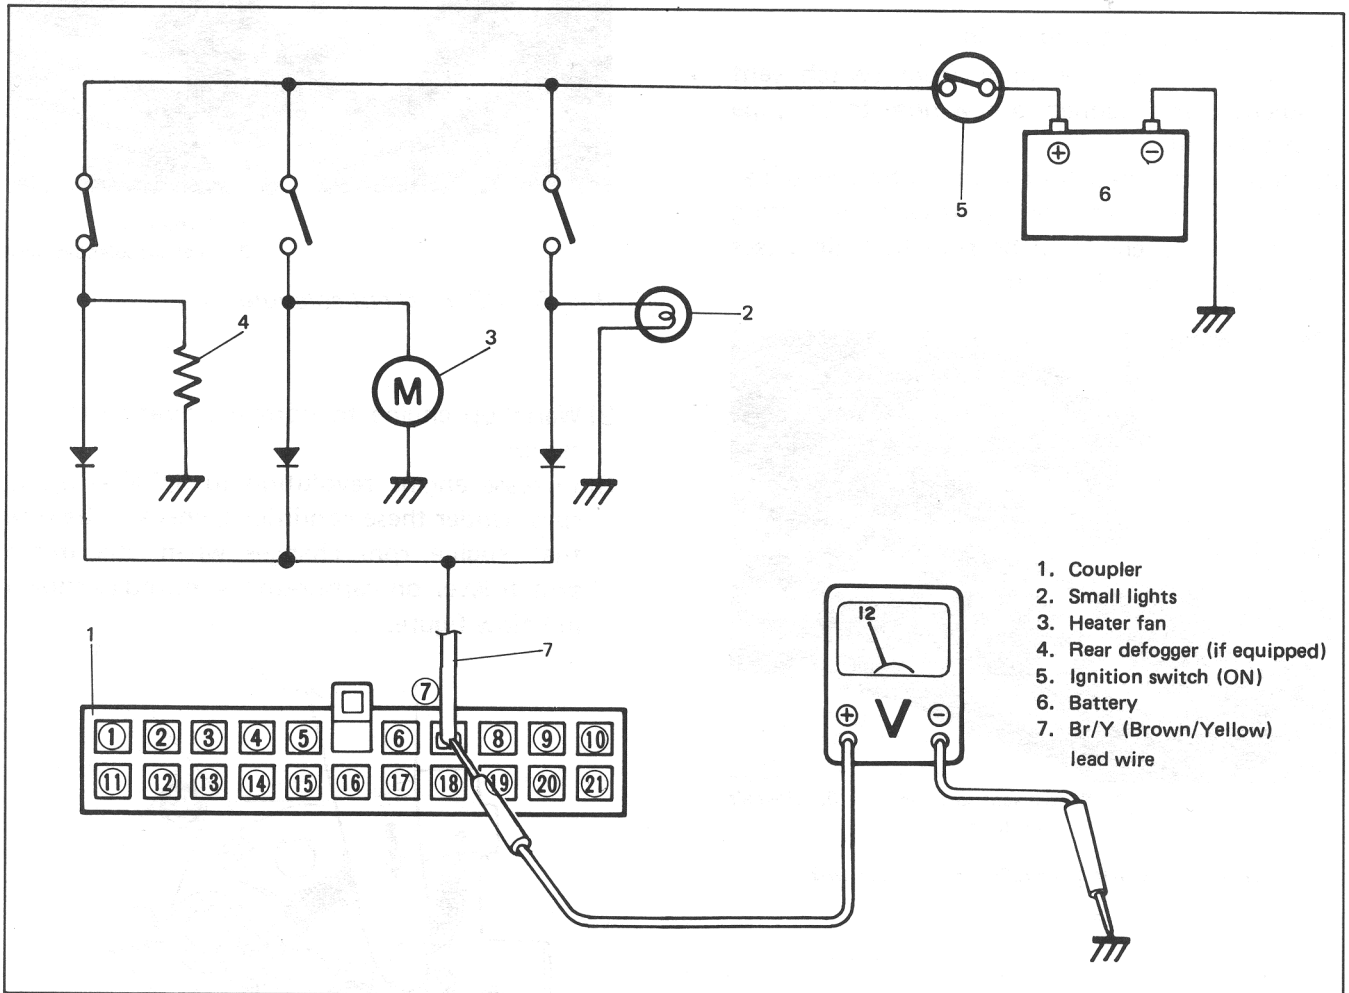 5
6
4
3
2
M
12
V
1
7
⑦
① ② ③ ④ ⑤ ⑥ ⑧ ⑨ ⑩
⑪ ⑫ ⑬ ⑭ ⑮ ⑯ ⑰ ⑱ ⑲ ⑳ ㉑
1. Coupler
2. Small lights
3. Heater fan
4. Rear defogger (if equipped)
5. Ignition switch (ON)
6. Battery
7. Br/Y (Brown/Yellow)
lead wire